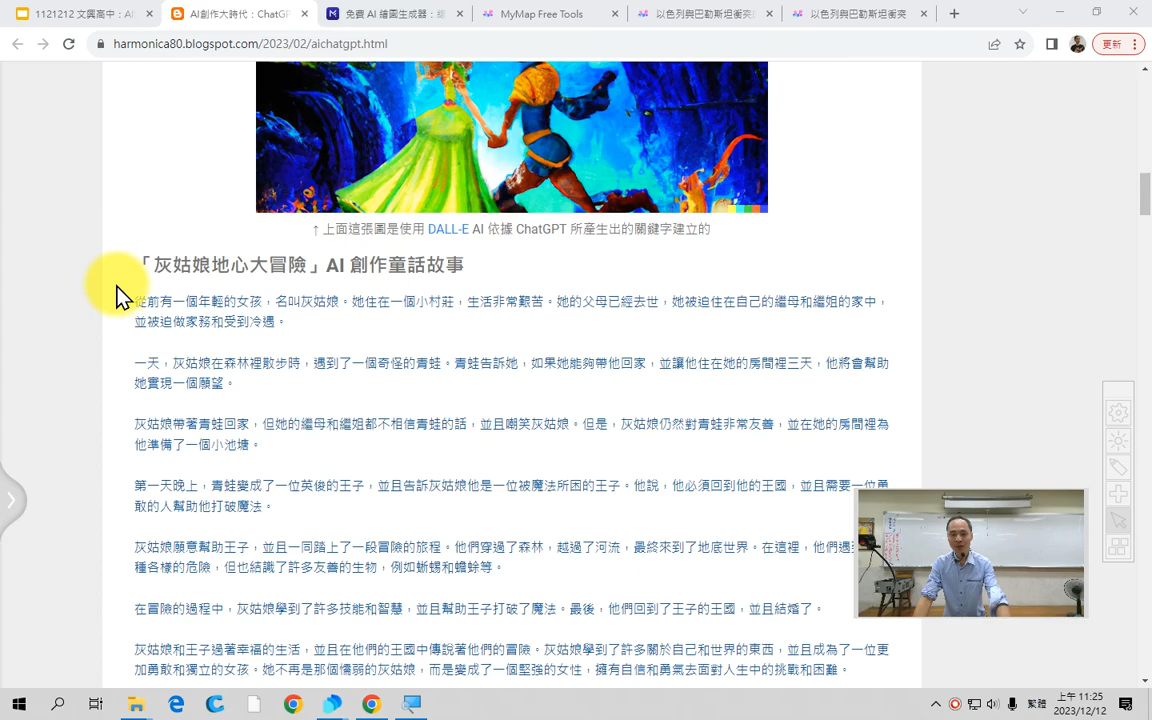 1121212 文興高中：AI
AI創作大時代：ChatGP
免費 AI 繪圖生成器：
MyMap Free Tools
以色列與巴勒斯坦衝突
以色列與巴勒斯坦衝突
harmonica80.blogspot.com/2023/02/aichatgpt.html
更新
↑ 上面這張圖是使用 DALL-E AI 依據 ChatGPT 所產生出的關鍵字建立的
「灰姑娘地心大冒險」AI 創作童話故事
從前有一個年輕的女孩，名叫灰姑娘。她住在一個小村莊，生活非常艱苦。她的父母已經去世，她被迫住在自己的繼母和繼姐的家中，
並被迫做家務和受到冷遇。
一天，灰姑娘在森林裡散步時，遇到了一個奇怪的青蛙。青蛙告訴她，如果她能夠帶他回家，並讓他住在她的房間裡三天，他將會幫助
她實現一個願望。
灰姑娘帶著青蛙回家，但她的繼母和繼姐都不相信青蛙的話，並且嘲笑灰姑娘。但是，灰姑娘仍然對青蛙非常友善，並在她的房間裡為
他準備了一個小池塘。
第一天晚上，青蛙變成了一位英俊的王子，並且告訴灰姑娘他是一位被魔法所困的王子。他說，他必須回到他的王國，並且需要一位勇
敢的人幫助他打破魔法。
灰姑娘願意幫助王子，並且一同踏上了一段冒險的旅程。他們穿過了森林，越過了河流，最終來到了地底世界。在這裡，他們遇
種各樣的危險，但也結識了許多友善的生物，例如蜥蜴和蟾蜍等。
在冒險的過程中，灰姑娘學到了許多技能和智慧，並且幫助王子打破了魔法。最後，他們回到了王子的王國，並且結婚了。
灰姑娘和王子過著幸福的生活，並且在他們的王國中傳說著他們的冒險。灰姑娘學到了許多關於自己和世界的東西，並且成為了一位更
加勇敢和獨立的女孩。她不再是那個懦弱的灰姑娘，而是變成了一個堅強的女性，擁有自信和勇氣去面對人生中的挑戰和困難。
繁體
上午 11:25
2023/12/12